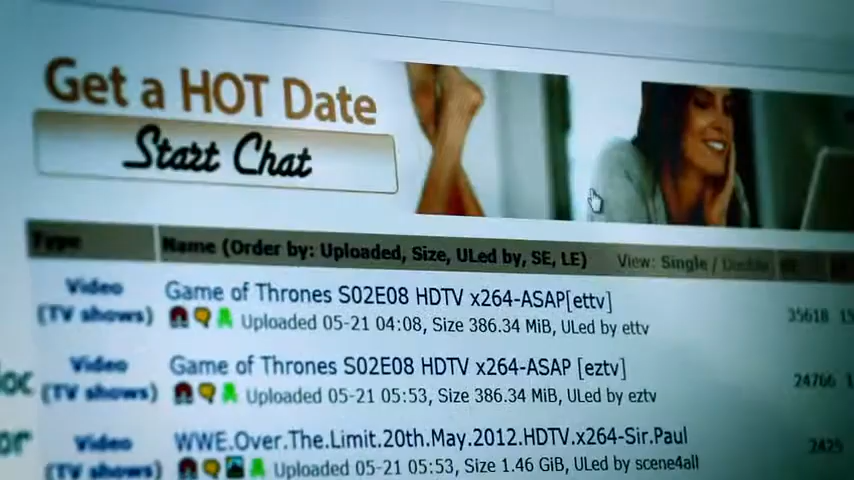 Get a HOT Date
Start Chat
Type Name (Order by: Uploaded, Size, ULed by, SE, LE) View: Single / Double
Video Game of Thrones S02E08 HDTV x264-ASAP[ettv]
(TV shows) Uploaded 05-21 04:08, Size 386.34 MiB, ULed by ettv 35618
Video Game of Thrones S02E08 HDTV x264-ASAP [eztv]
(TV shows) Uploaded 05-21 05:53, Size 386.34 MiB, ULed by eztv 24766
Video WWE.Over.The.Limit.20th.May.2012.HDTV.x264-Sir.Paul
(TV shows) Uploaded 05-21 05:53, Size 1.46 GiB, ULed by scene4all 2425